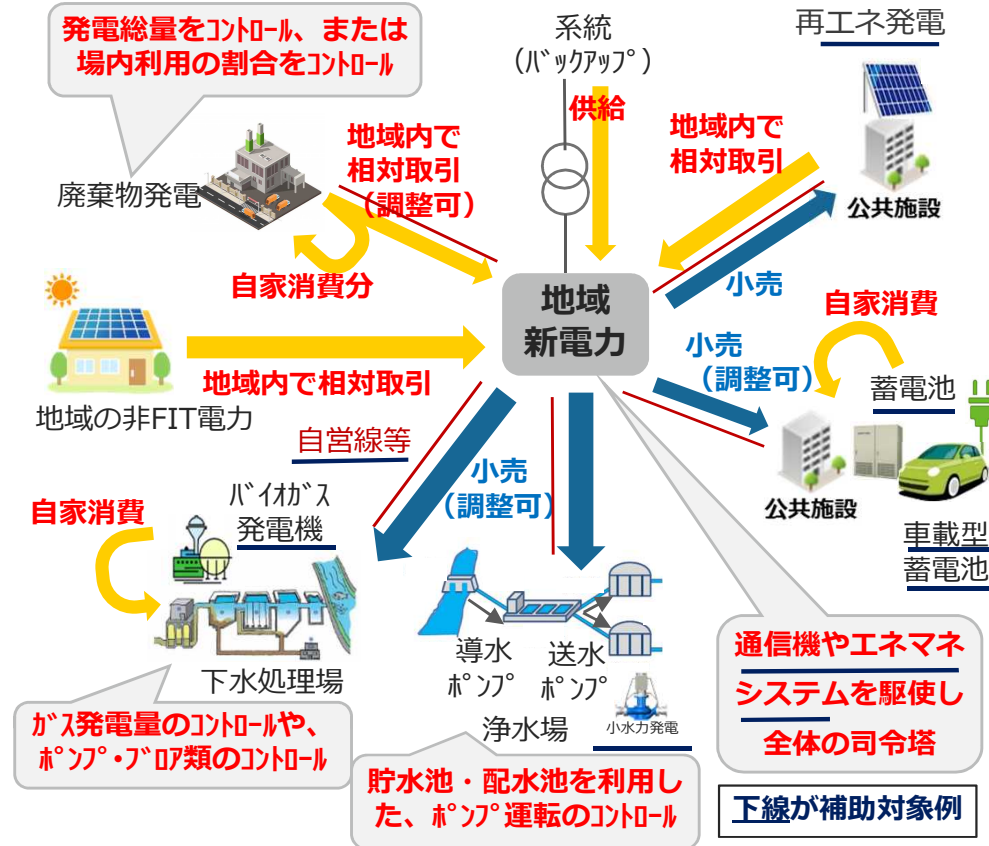 発電総量をｺﾝﾄﾛｰﾙ、または
場内利用の割合をｺﾝﾄﾛｰﾙ
系統
（ﾊﾞｯｸｱｯﾌﾟ）
供給
再エネ発電
地域内で
相対取引
公共施設
小売
廃棄物発電
地域内で
相対取引
（調整可）
自家消費分
地域
新電力
地域内で相対取引
地域の非FIT電力
小売
（調整可）
自家消費
蓄電池
公共施設
車載型
蓄電池
自営線等
小売
（調整可）
自家消費
ﾊﾞｲｵｶﾞｽ
発電機
下水処理場
導水
ﾎﾟﾝﾌﾟ
送水
ﾎﾟﾝﾌﾟ
浄水場
小水力発電
ｶﾞｽ発電量のｺﾝﾄﾛｰﾙや、
ﾎﾟﾝﾌﾟ・ﾌﾞﾛｱ類のｺﾝﾄﾛｰﾙ
貯水池・配水池を利用し
た、ﾎﾟﾝﾌﾟ運転のｺﾝﾄﾛｰﾙ
通信機やエネマネ
システムを駆使し
全体の司令塔
下線が補助対象例